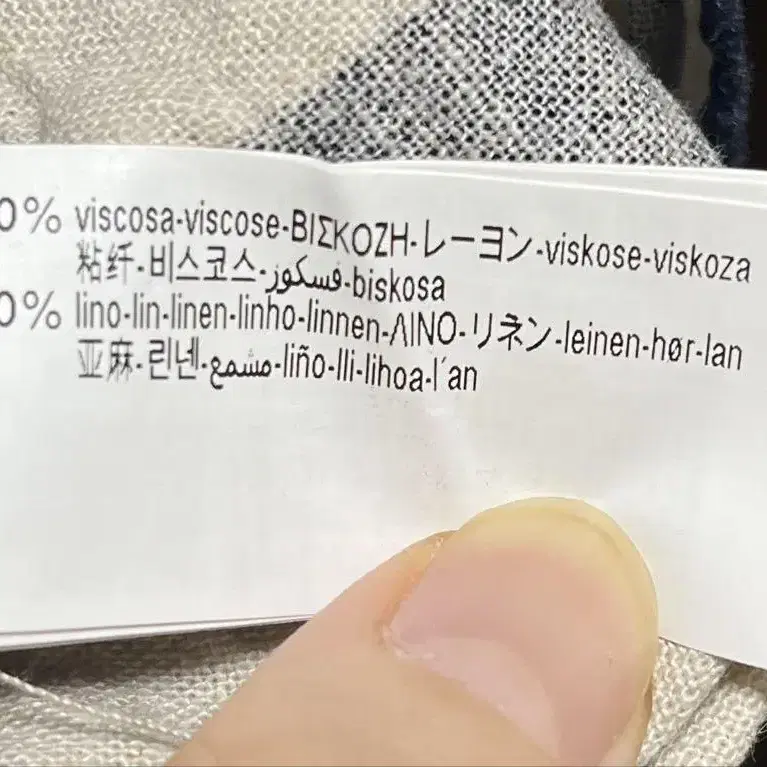 0% viscosa-viscose-ΒΙΣΚΟΖΗ-レーヨン-viskose-viskoza
粘纤-비스코스-فسكوز-biskosa
0% lino-lin-linen-linho-linnen-ΛΙΝΟ-リネン-leinen-hør-lan
亚麻-린넨-مشمع-liño-lli-lihoa-l´an